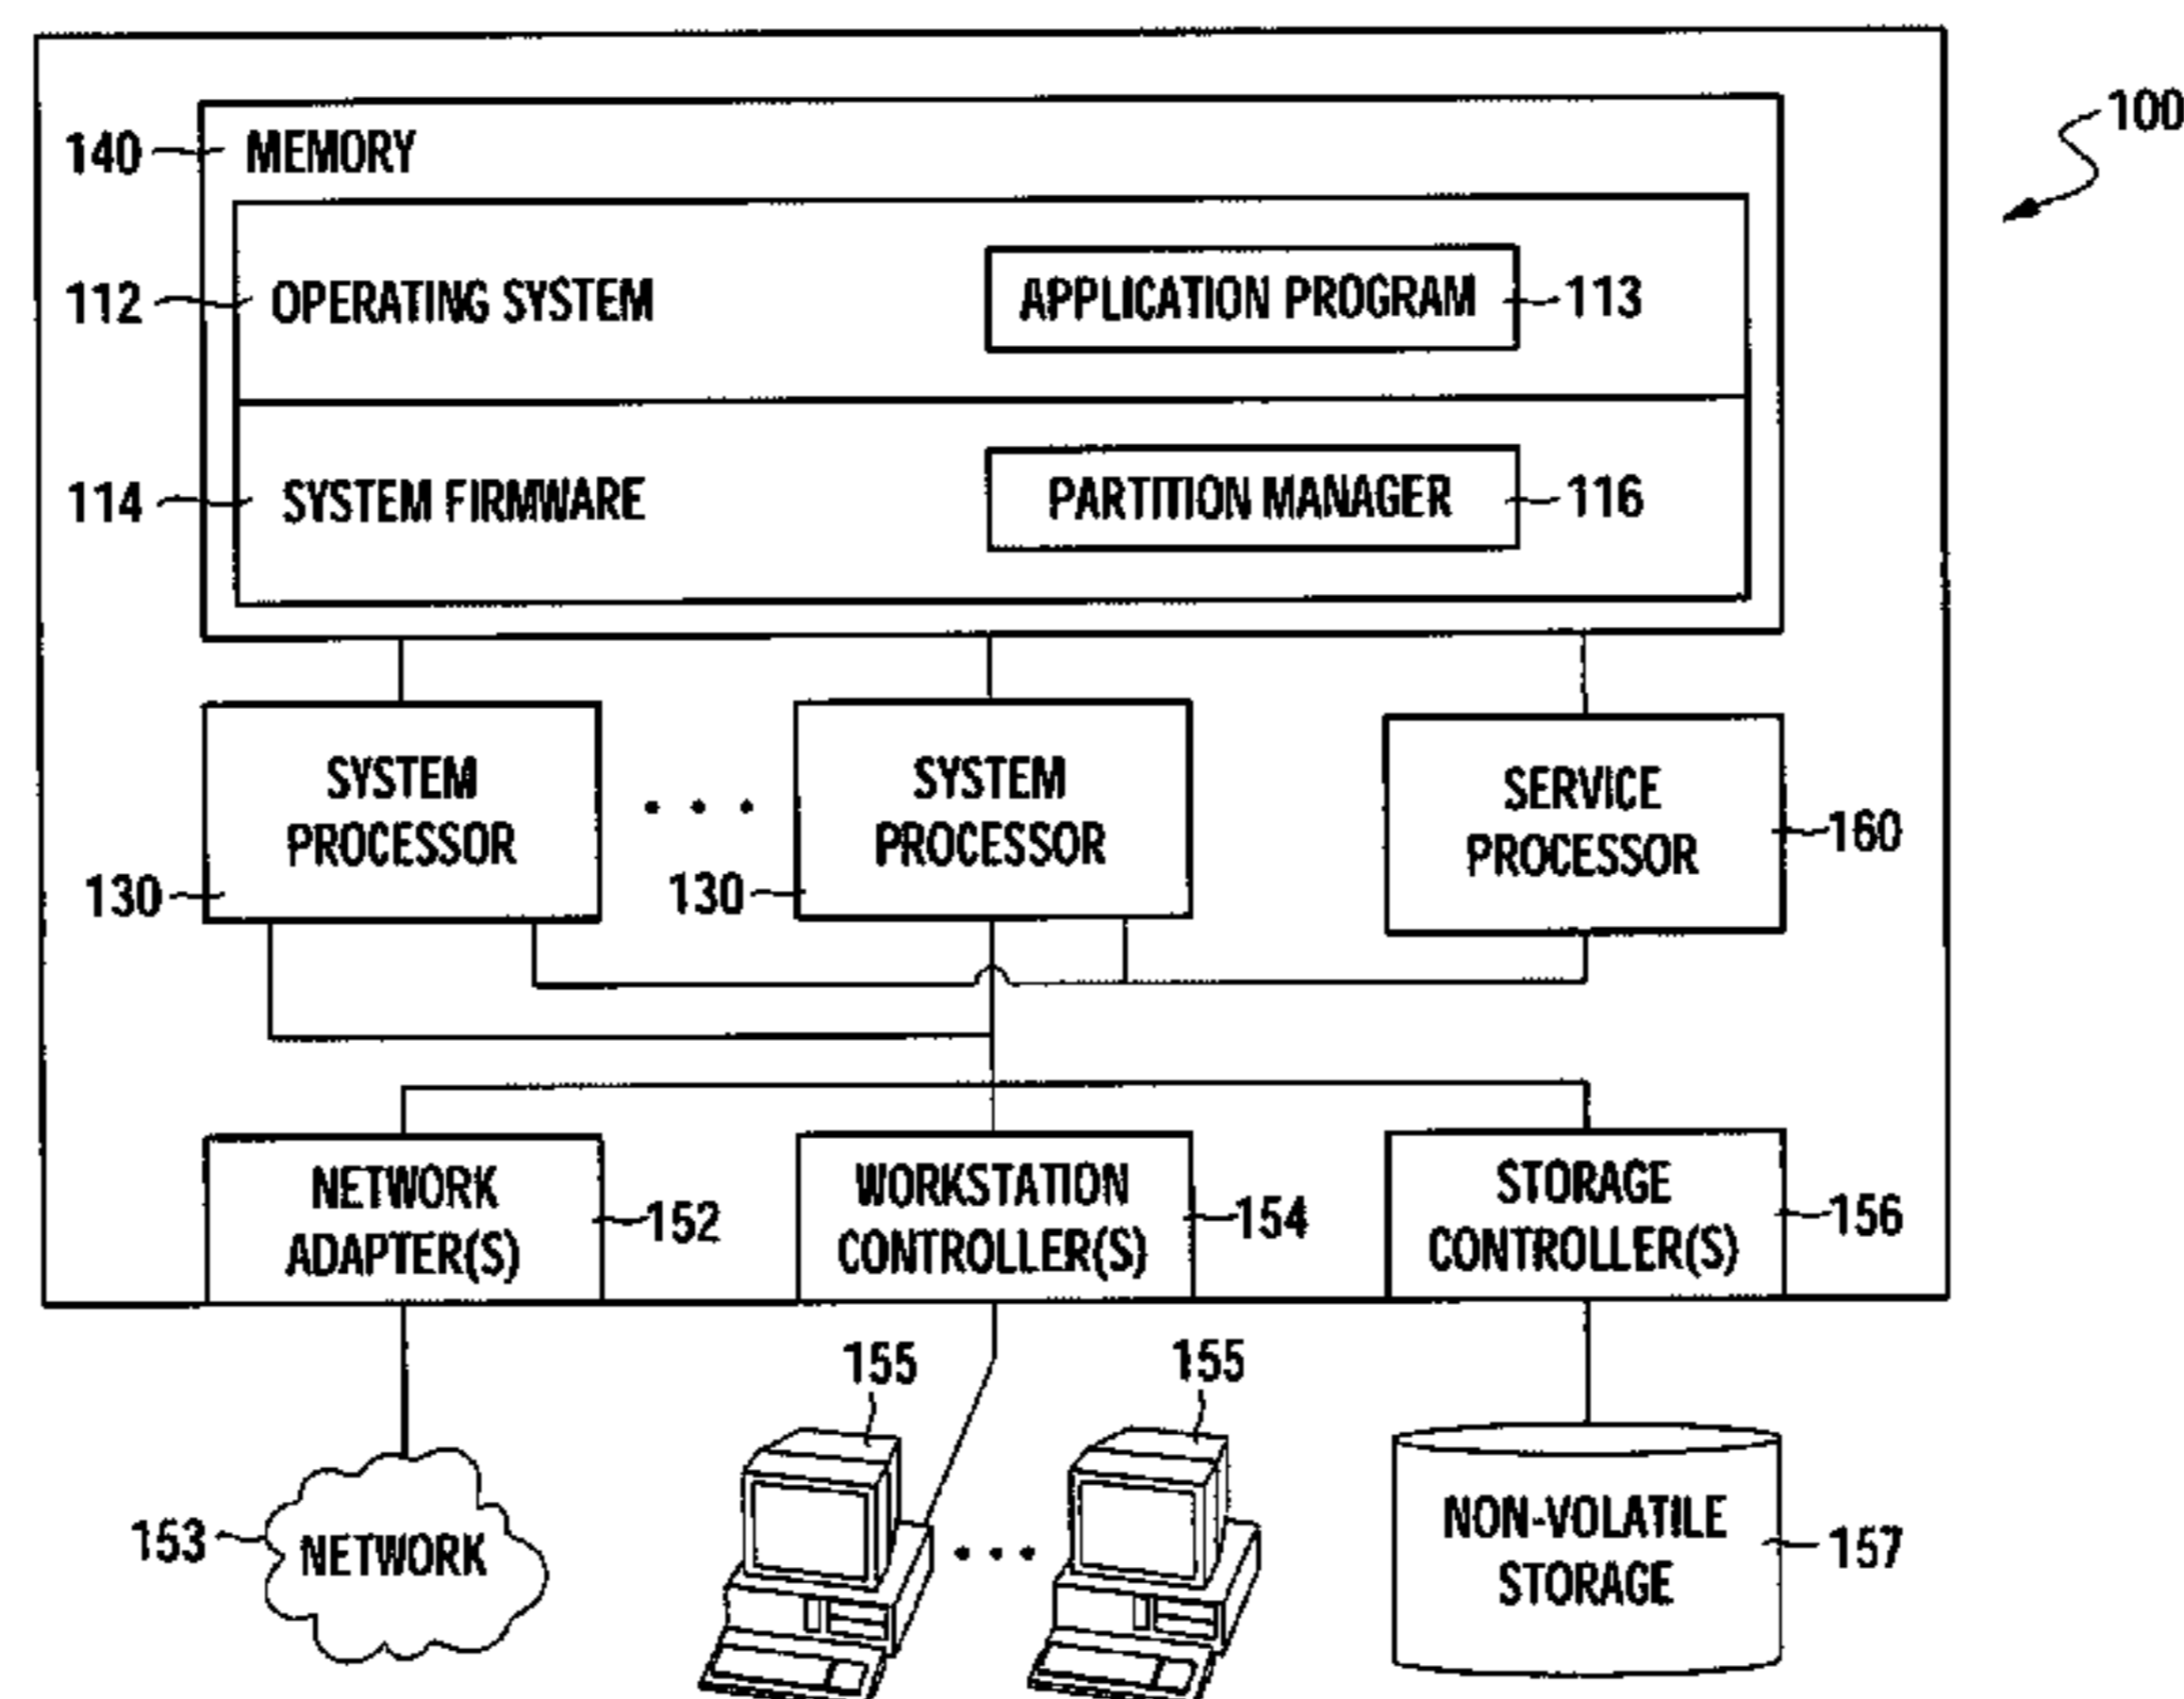 100
140 MEMORY
112 OPERATING SYSTEM APPLICATION PROGRAM 113
114 SYSTEM FIRMWARE PARTITION MANAGER 116
SYSTEM
PROCESSOR
130
SYSTEM
PROCESSOR
130
SERVICE
PROCESSOR
160
NETWORK
ADAPTER(S)
152
WORKSTATION
CONTROLLER(S)
154
STORAGE
CONTROLLER(S)
156
153 NETWORK
155
155
NON-VOLATILE
STORAGE
157